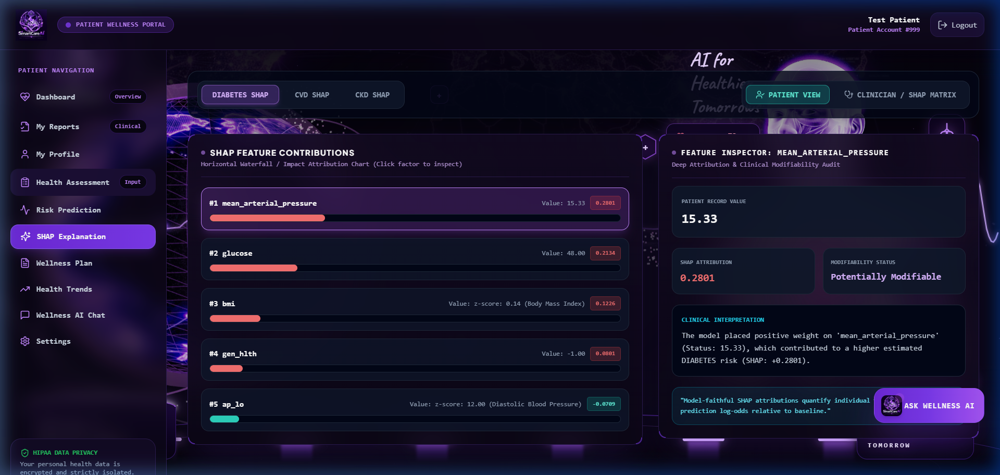 SmartCare AI
PATIENT WELLNESS PORTAL
Test Patient
Patient Account #999
Logout
PATIENT NAVIGATION
Dashboard
Overview
My Reports
Clinical
My Profile
Health Assessment
Input
Risk Prediction
SHAP Explanation
Wellness Plan
Health Trends
Wellness AI Chat
Settings
HIPAA DATA PRIVACY
Your personal health data is
encrypted and strictly isolated.
AI for
Tomorrows
DIABETES SHAP
CVD SHAP
CKD SHAP
PATIENT VIEW
CLINICIAN / SHAP MATRIX
SHAP FEATURE CONTRIBUTIONS
Horizontal Waterfall / Impact Attribution Chart (Click factor to inspect)
#1 mean_arterial_pressure
Value: 15.33
0.2801
#2 glucose
Value: 48.00
0.2134
#3 bmi
Value: z-score: 0.14 (Body Mass Index)
0.1226
#4 gen_hlth
Value: -1.00
0.0801
#5 ap_lo
Value: z-score: 12.00 (Diastolic Blood Pressure)
-0.0709
FEATURE INSPECTOR: MEAN_ARTERIAL_PRESSURE
Deep Attribution & Clinical Modifiability Audit
PATIENT RECORD VALUE
15.33
SHAP ATTRIBUTION
0.2801
MODIFIABILITY STATUS
Potentially Modifiable
CLINICAL INTERPRETATION
The model placed positive weight on 'mean_arterial_pressure'
(Status: 15.33), which contributed to a higher estimated
DIABETES risk (SHAP: +0.2801).
"Model-faithful SHAP attributions quantify individual
prediction log-odds relative to baseline."
SmartCare AI
ASK WELLNESS AI
TOMORROW